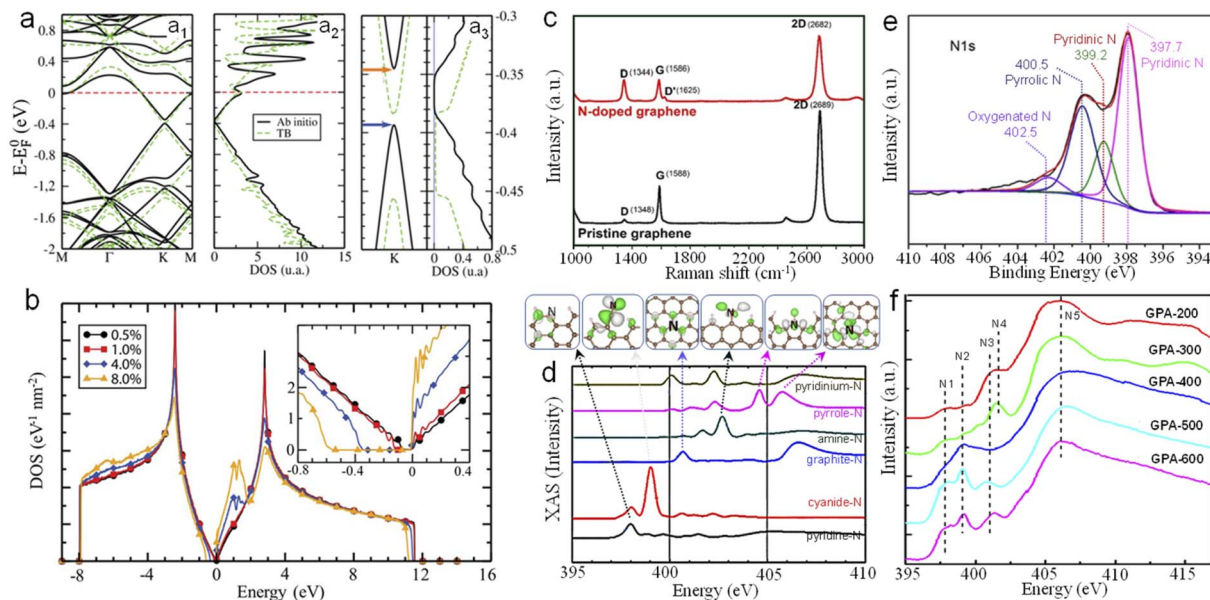 a
a1
0.8
0.4
0
-0.4
-0.8
-1.2
-1.6
-2
E-E_F^0 (eV)
M Γ K M
a2
Ab initio
TB
0 5 10 15
DOS (u.a.)
a3
-0.3
-0.35
-0.4
-0.45
-0.5
K
0 0.4 0.8
DOS (u.a)
b
0.5%
1.0%
4.0%
8.0%
DOS (eV⁻¹ nm⁻²)
3
2
1
0
-0.8 -0.4 0 0.4
-8 -4 0 4 8 12 16
Energy (eV)
c
2D (2682)
D (1344)
G (1586)
D' (1625)
N-doped graphene
2D (2689)
G (1588)
D (1348)
Pristine graphene
Intensity (a.u.)
1000 1400 1800 2200 2600 3000
Raman shift (cm⁻¹)
N
N
N
N
N
N
d
pyridinium-N
pyrrole-N
amine-N
graphite-N
cyanide-N
pyridine-N
XAS (Intensity)
395 400 405 410
Energy (eV)
e
N1s
Pyridinic N
399.2
397.7
Pyridinic N
400.5
Pyrrolic N
Oxygenated N
402.5
Intensity (a.u.)
410 408 406 404 402 400 398 396 394 392
Binding Energy (eV)
f
N1
N2
N3
N4
N5
GPA-200
GPA-300
GPA-400
GPA-500
GPA-600
Intensity (a.u.)
395 400 405 410 415
Energy (eV)